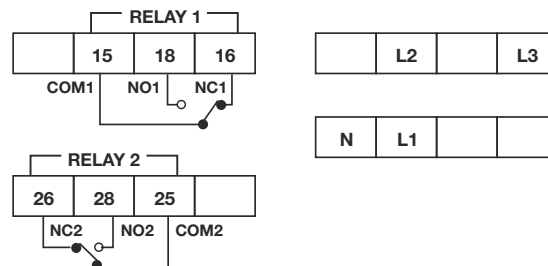 RELAY 1
15 18 16
COM1 NO1 NC1
L2 L3
N L1
RELAY 2
26 28 25
NC2 NO2 COM2